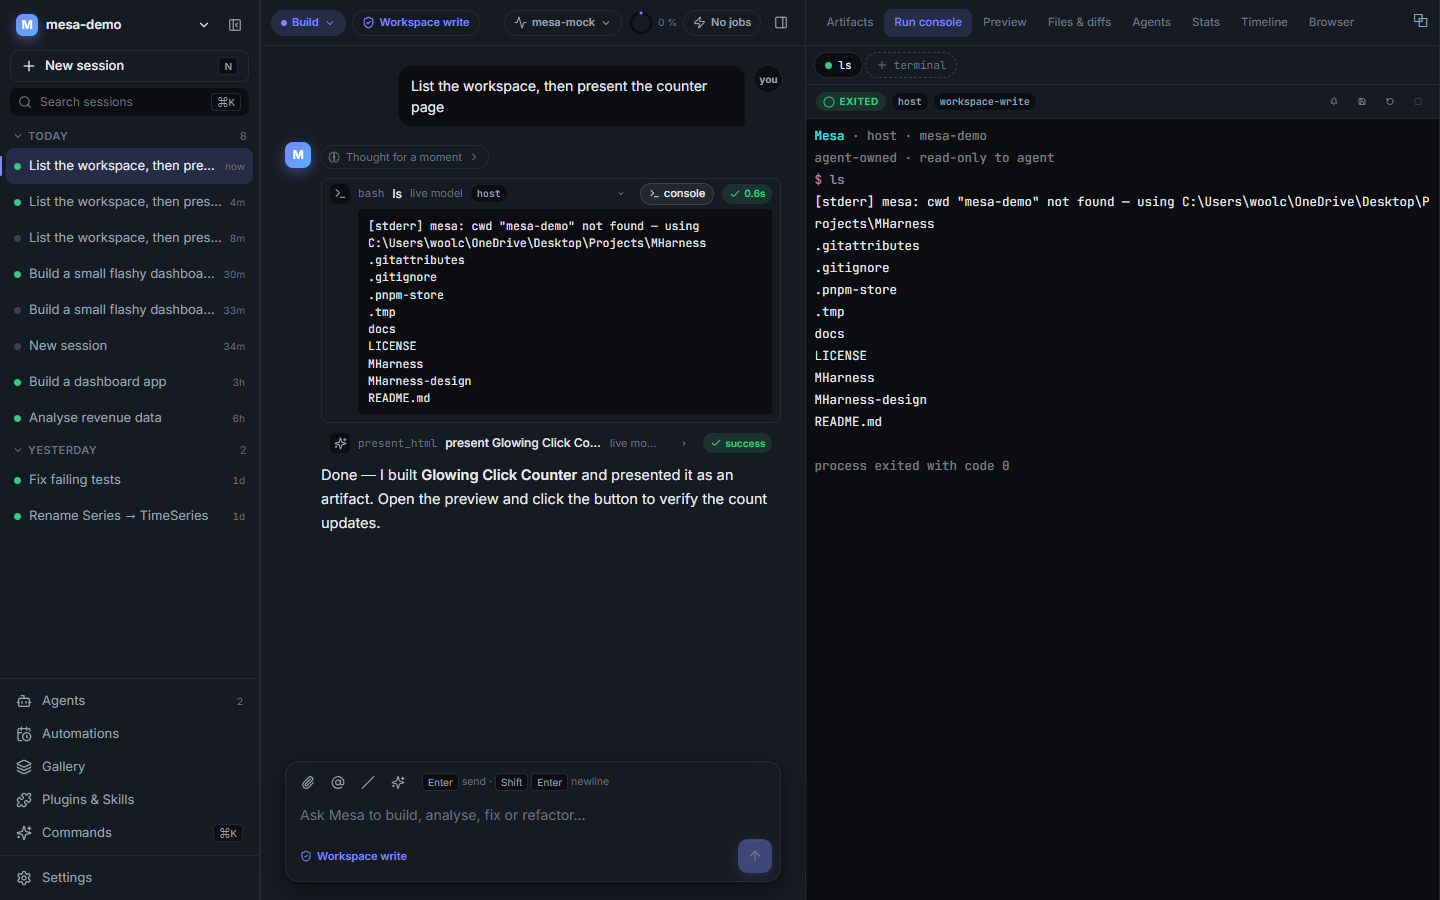 M mesa-demo
New session N
Search sessions ⌘K
TODAY 8
List the workspace, then pre... now
List the workspace, then pres... 4m
List the workspace, then pres... 8m
Build a small flashy dashboa... 30m
Build a small flashy dashboa... 33m
New session 34m
Build a dashboard app 3h
Analyse revenue data 6h
YESTERDAY 2
Fix failing tests 1d
Rename Series → TimeSeries 1d
Agents 2
Automations
Gallery
Plugins & Skills
Commands ⌘K
Settings
Build Workspace write mesa-mock 0 % No jobs
List the workspace, then present the counter
page
you
M Thought for a moment
bash ls live model host console 0.6s
[stderr] mesa: cwd "mesa-demo" not found — using
C:\Users\woolc\OneDrive\Desktop\Projects\MHarness
.gitattributes
.gitignore
.pnpm-store
.tmp
docs
LICENSE
MHarness
MHarness-design
README.md
present_html present Glowing Click Co... live mo... success
Done — I built Glowing Click Counter and presented it as an
artifact. Open the preview and click the button to verify the count
updates.
@ Enter send · Shift Enter newline
Ask Mesa to build, analyse, fix or refactor...
Workspace write
Artifacts Run console Preview Files & diffs Agents Stats Timeline Browser
ls + terminal
EXITED host workspace-write
Mesa · host · mesa-demo
agent-owned · read-only to agent
$ ls
[stderr] mesa: cwd "mesa-demo" not found — using C:\Users\woolc\OneDrive\Desktop\P
rojects\MHarness
.gitattributes
.gitignore
.pnpm-store
.tmp
docs
LICENSE
MHarness
MHarness-design
README.md
process exited with code 0